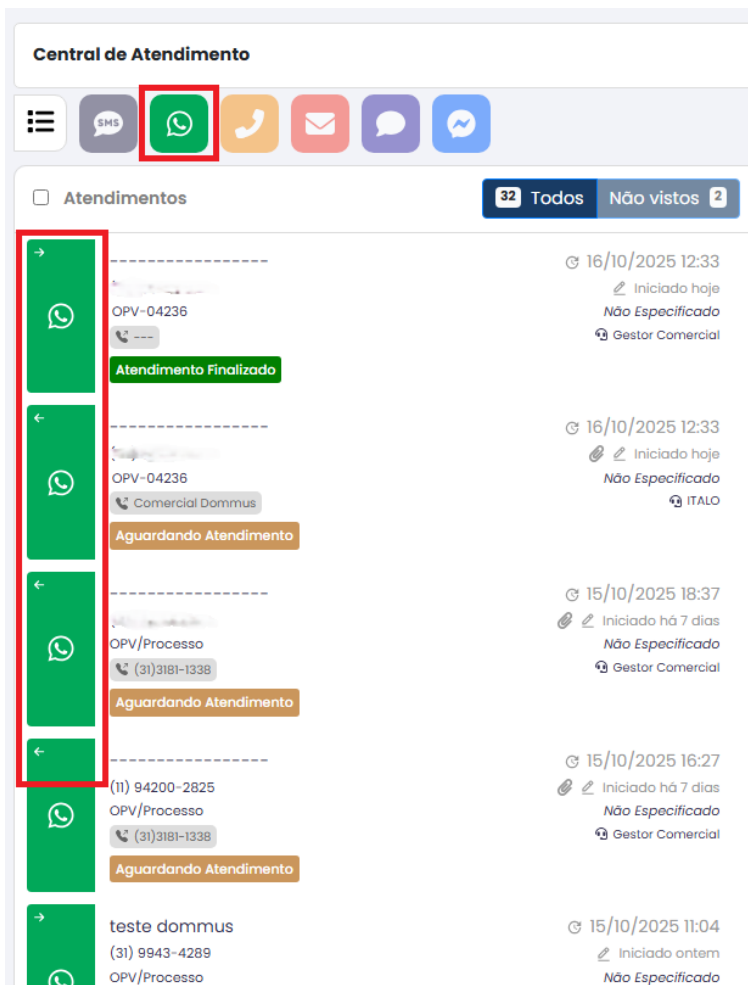 Central de Atendimento
SMS
Atendimentos
32 Todos Não vistos 2
---------------- 16/10/2025 12:33
Iniciado hoje
OPV-04236 Não Especificado
--- Gestor Comercial
Atendimento Finalizado
---------------- 16/10/2025 12:33
Iniciado hoje
OPV-04236 Não Especificado
Comercial Dommus ITALO
Aguardando Atendimento
---------------- 15/10/2025 18:37
Iniciado há 7 dias
OPV/Processo Não Especificado
(31)3181-1338 Gestor Comercial
Aguardando Atendimento
---------------- 15/10/2025 16:27
(11) 94200-2825 Iniciado há 7 dias
OPV/Processo Não Especificado
(31)3181-1338 Gestor Comercial
Aguardando Atendimento
teste dommus 15/10/2025 11:04
(31) 9943-4289 Iniciado ontem
OPV/Processo Não Especificado